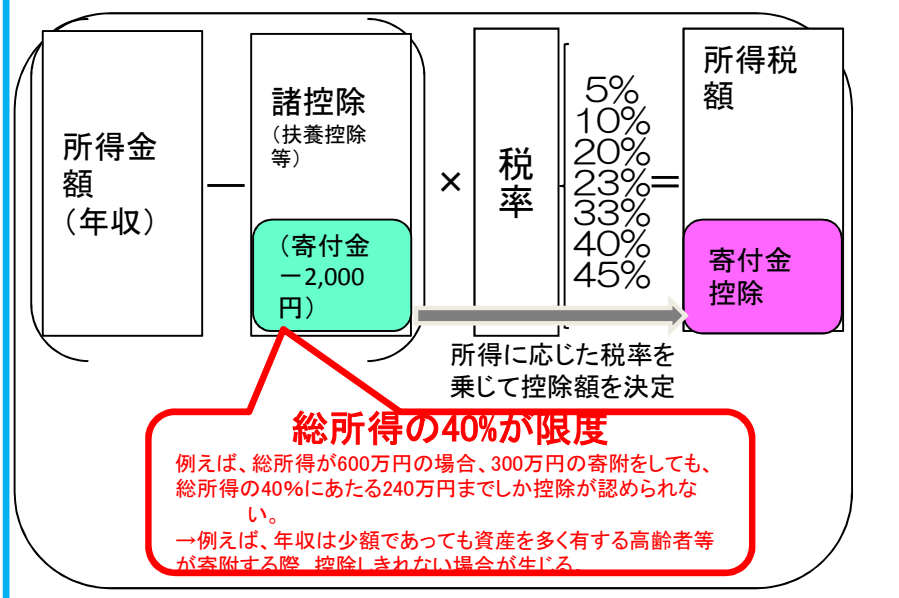 所得金
額
（年収）
―
諸控除
（扶養控除
等）
（寄付金
－2,000
円）
×
税
率
5%
10%
20%
23%
33%
40%
45%
＝
所得税
額
寄付金
控除
所得に応じた税率を
乗じて控除額を決定
総所得の40%が限度
例えば、総所得が600万円の場合、300万円の寄附をしても、
総所得の40%にあたる240万円までしか控除が認められな
い。
→例えば、年収は少額であっても資産を多く有する高齢者等
が寄附する際、控除しきれない場合が生じる。